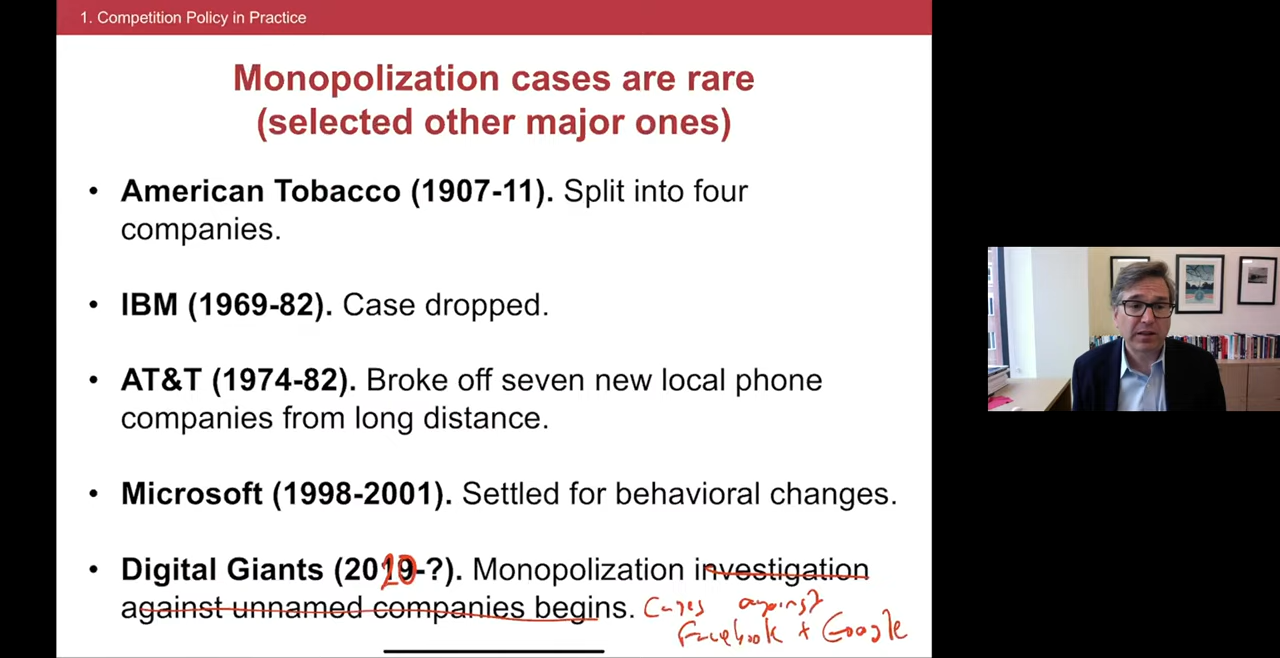 1. Competition Policy in Practice
Monopolization cases are rare
(selected other major ones)
• American Tobacco (1907-11). Split into four
companies.
• IBM (1969-82). Case dropped.
• AT&T (1974-82). Broke off seven new local phone
companies from long distance.
• Microsoft (1998-2001). Settled for behavioral changes.
• Digital Giants (2020-?). Monopolization investigation
against unnamed companies begins. Cases against
Facebook + Google